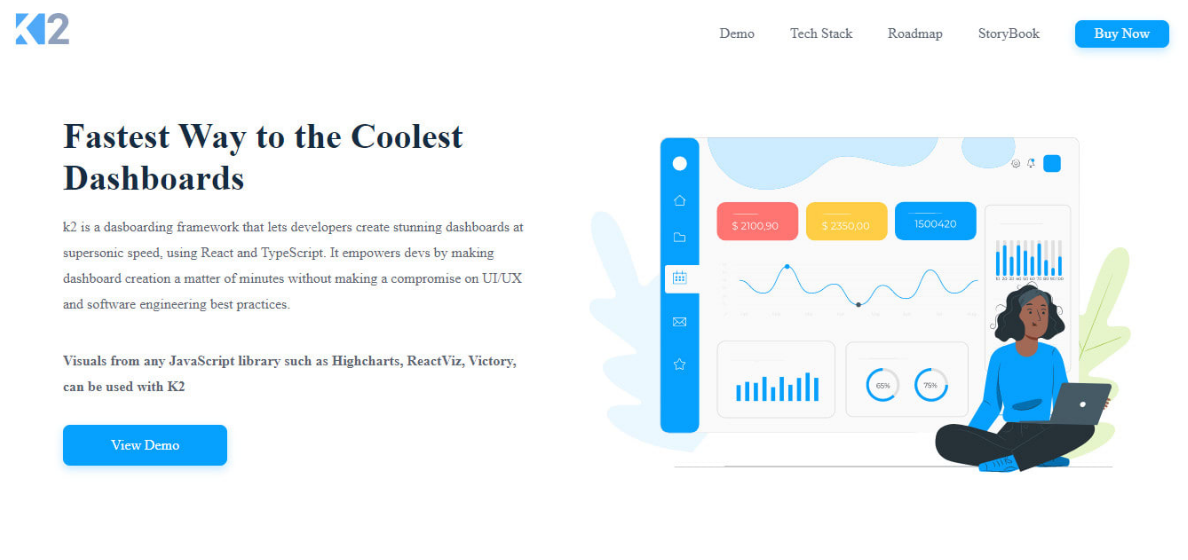 K2
Demo
Tech Stack
Roadmap
StoryBook
Buy Now
Fastest Way to the Coolest
Dashboards
k2 is a dasboarding framework that lets developers create stunning dashboards at
supersonic speed, using React and TypeScript. It empowers devs by making
dashboard creation a matter of minutes without making a compromise on UI/UX
and software engineering best practices.
Visuals from any JavaScript library such as Highcharts, ReactViz, Victory,
can be used with K2
View Demo
$ 2100,90
$ 2350,00
1500420
65%
75%